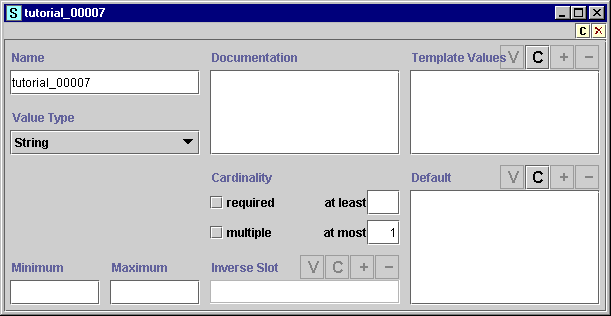 S tutorial_00007
C ×
Name
Documentation
Template Values V C + −
tutorial_00007
Value Type
String
Cardinality
Default V C + −
required at least
multiple at most 1
Minimum Maximum Inverse Slot V C + −